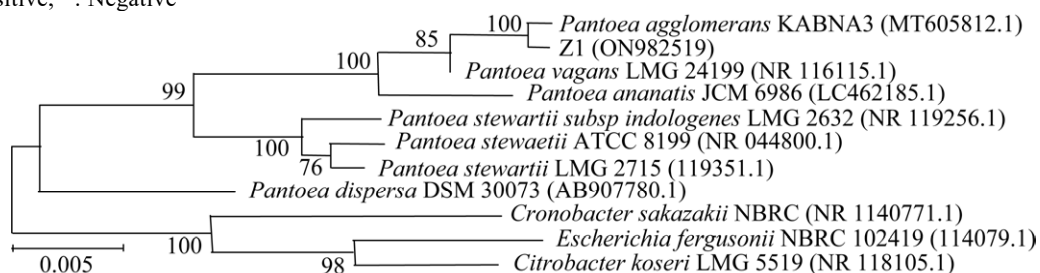 sitive, - : Negative
100 Pantoea agglomerans KABNA3 (MT605812.1)
85 Z1 (ON982519)
100 Pantoea vagans LMG 24199 (NR 116115.1)
99 Pantoea ananatis JCM 6986 (LC462185.1)
Pantoea stewartii subsp indologenes LMG 2632 (NR 119256.1)
100 Pantoea stewaetii ATCC 8199 (NR 044800.1)
76 Pantoea stewartii LMG 2715 (119351.1)
Pantoea dispersa DSM 30073 (AB907780.1)
Cronobacter sakazakii NBRC (NR 1140771.1)
100 Escherichia fergusonii NBRC 102419 (114079.1)
0.005 98 Citrobacter koseri LMG 5519 (NR 118105.1)